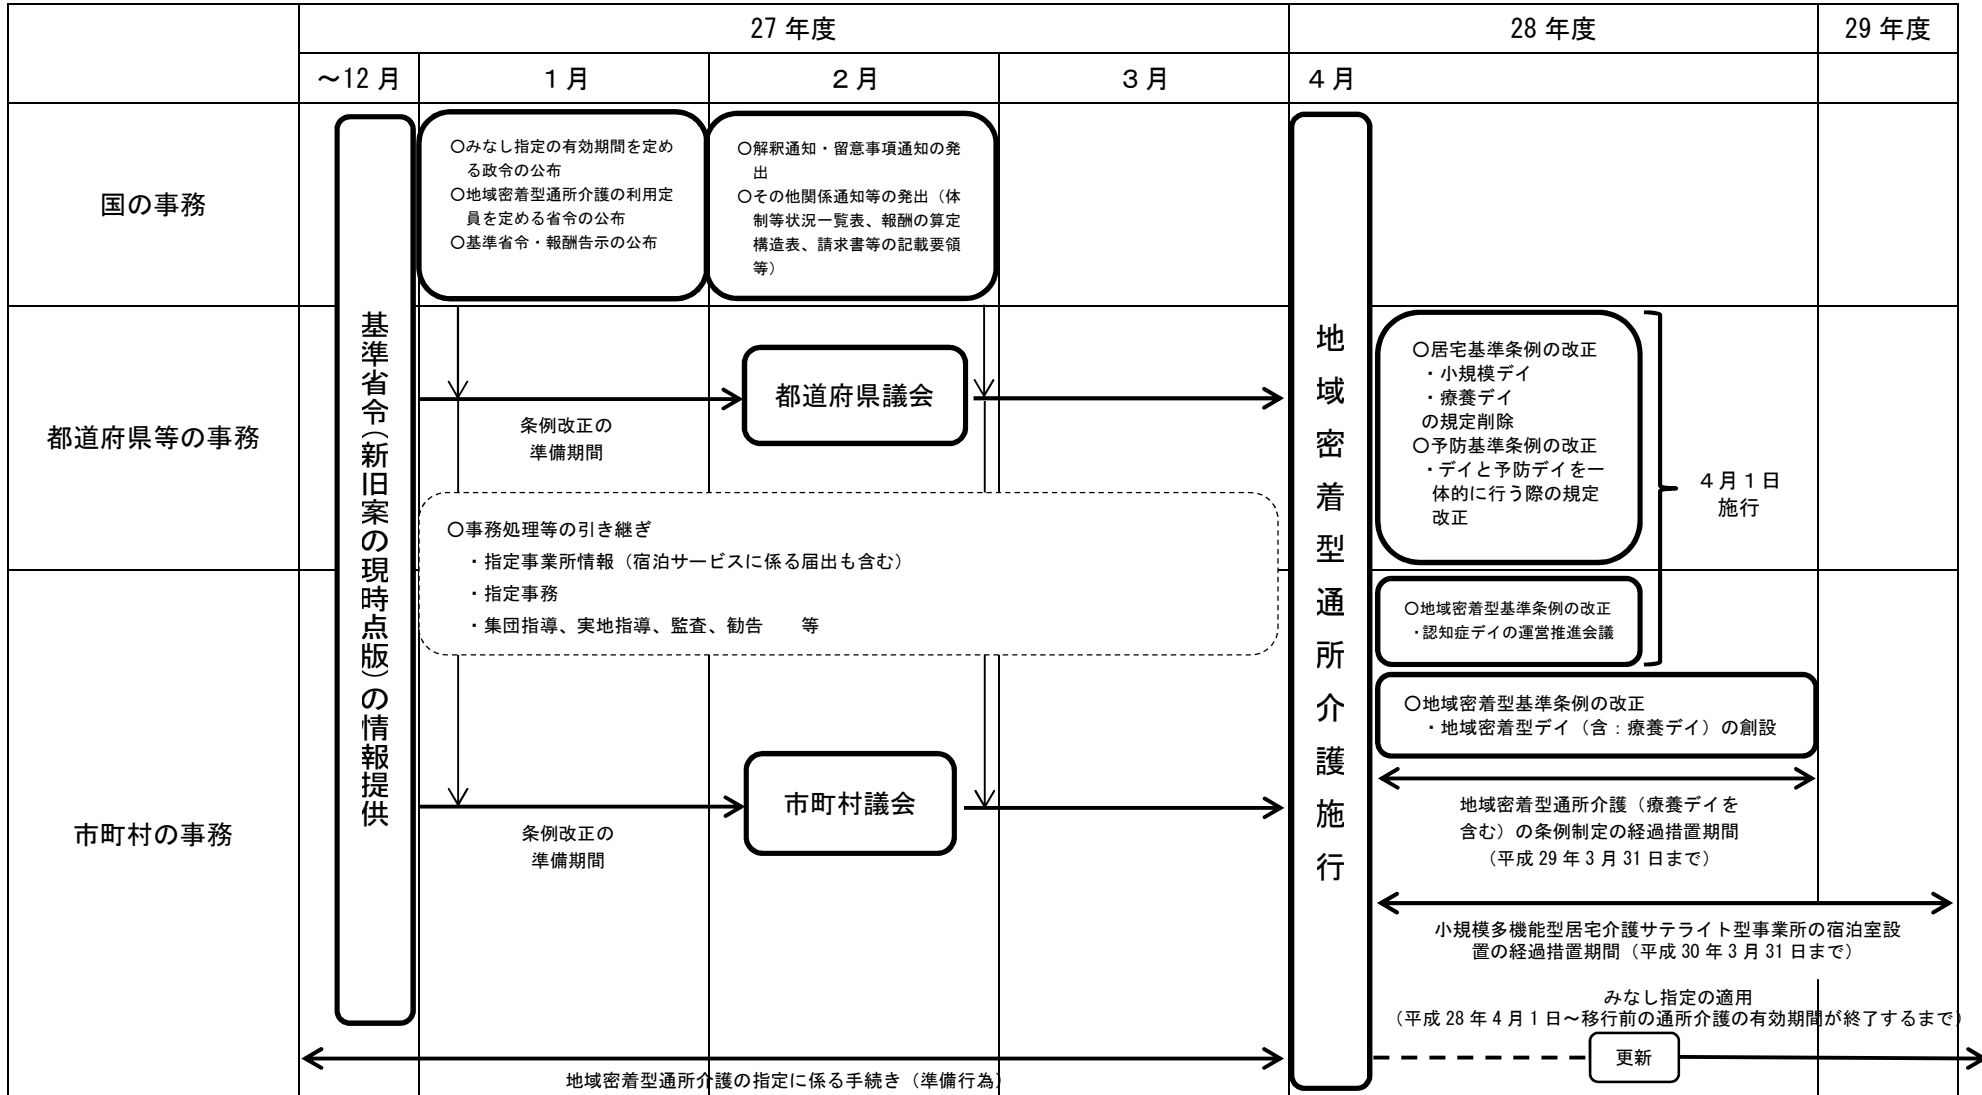 27 年度
28 年度
29 年度
～12 月
１月
２月
３月
４月
国の事務
都道府県等の事務
市町村の事務
基準省令（新旧案の現時点版）の情報提供
○みなし指定の有効期間を定め
る政令の公布
○地域密着型通所介護の利用定
員を定める省令の公布
○基準省令・報酬告示の公布
○解釈通知・留意事項通知の発
出
○その他関係通知等の発出（体
制等状況一覧表、報酬の算定
構造表、請求書等の記載要領
等）
条例改正の
準備期間
都道府県議会
○事務処理等の引き継ぎ
・指定事業所情報（宿泊サービスに係る届出も含む）
・指定事務
・集団指導、実地指導、監査、勧告　　等
条例改正の
準備期間
市町村議会
地域密着型通所介護の指定に係る手続き（準備行為）
地域密着型通所介護施行
○居宅基準条例の改正
・小規模デイ
・療養デイ
の規定削除
○予防基準条例の改正
・デイと予防デイを一
体的に行う際の規定
改正
４月１日
施行
○地域密着型基準条例の改正
・認知症デイの運営推進会議
○地域密着型基準条例の改正
・地域密着型デイ（含：療養デイ）の創設
地域密着型通所介護（療養デイを
含む）の条例制定の経過措置期間
（平成 29 年 3 月 31 日まで）
小規模多機能型居宅介護サテライト型事業所の宿泊室設
置の経過措置期間（平成 30 年 3 月 31 日まで）
みなし指定の適用
（平成 28 年 4 月 1 日～移行前の通所介護の有効期間が終了するまで）
更新